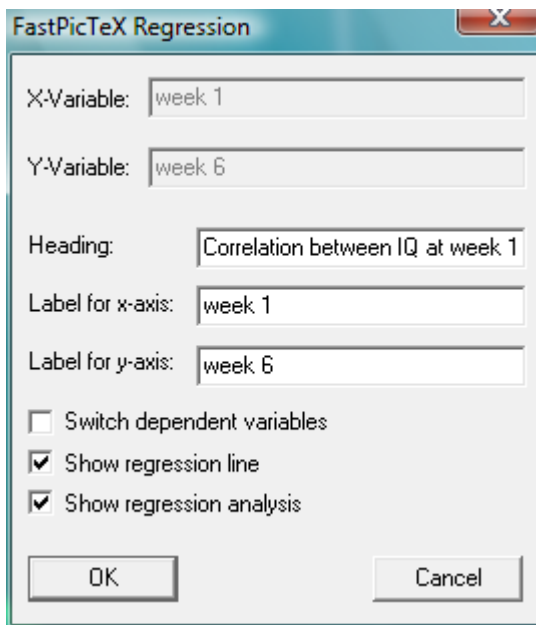 FastPicTeX Regression
X-Variable: week 1
Y-Variable: week 6
Heading: Correlation between IQ at week 1
Label for x-axis: week 1
Label for y-axis: week 6
Switch dependent variables
Show regression line
Show regression analysis
OK Cancel